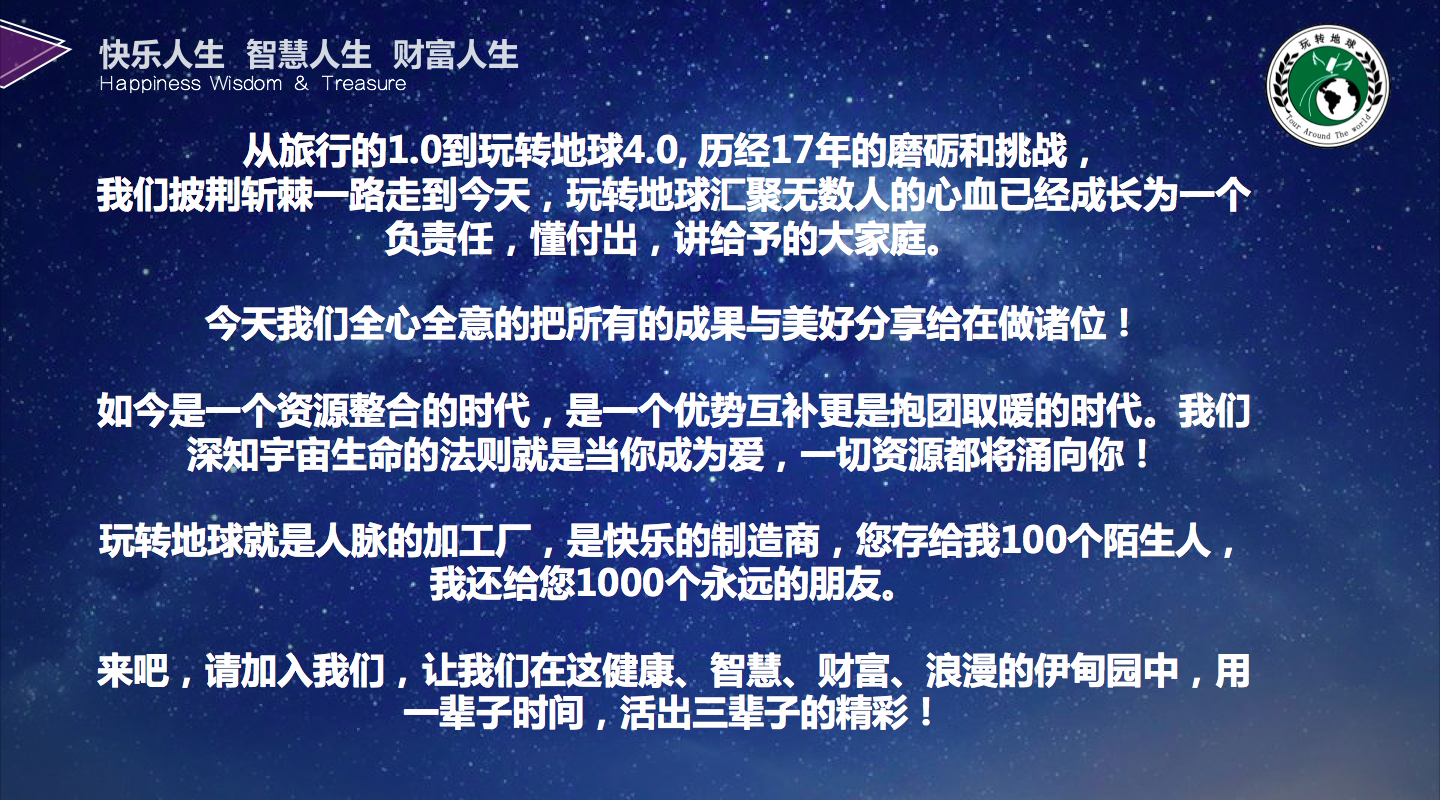 快乐人生 智慧人生 财富人生
Happiness Wisdom & Treasure
玩转地球
Tour Around The world
从旅行的1.0到玩转地球4.0, 历经17年的磨砺和挑战，
我们披荆斩棘一路走到今天，玩转地球汇聚无数人的心血已经成长为一个
负责任，懂付出，讲给予的大家庭。
今天我们全心全意的把所有的成果与美好分享给在做诸位！
如今是一个资源整合的时代，是一个优势互补更是抱团取暖的时代。我们
深知宇宙生命的法则就是当你成为爱，一切资源都将涌向你！
玩转地球就是人脉的加工厂，是快乐的制造商，您存给我100个陌生人，
我还给您1000个永远的朋友。
来吧，请加入我们，让我们在这健康、智慧、财富、浪漫的伊甸园中，用
一辈子时间，活出三辈子的精彩！